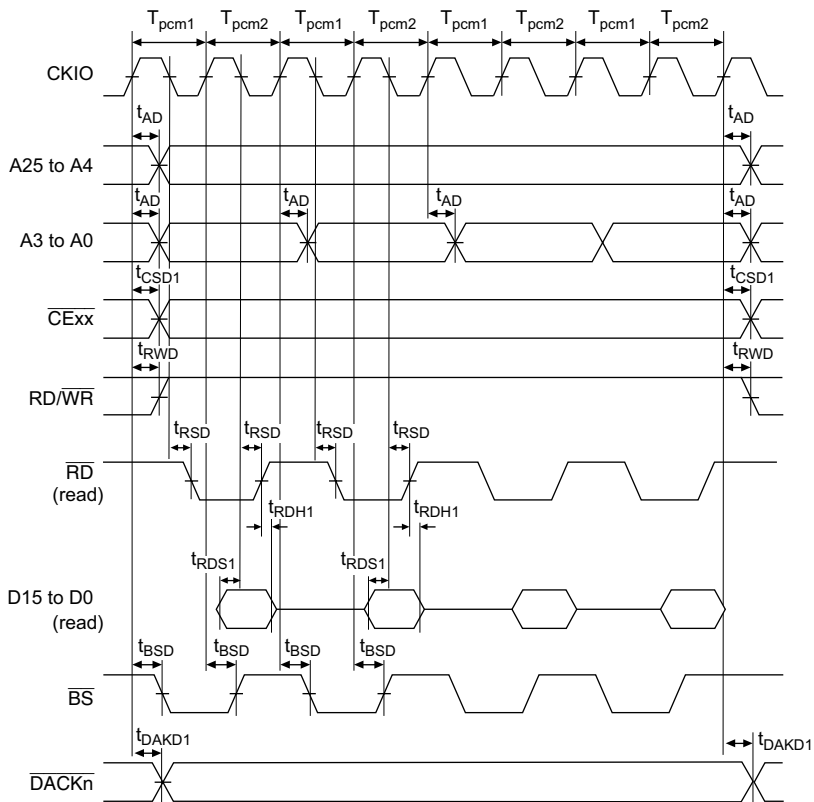 Tpcm1 Tpcm2 Tpcm1 Tpcm2 Tpcm1 Tpcm2 Tpcm1 Tpcm2
CKIO
tAD tAD
A25 to A4
tAD tAD tAD tAD
A3 to A0
tCSD1 tCSD1
CExx
tRWD tRWD
RD/WR
tRSD tRSD tRSD tRSD
RD
(read)
tRDH1 tRDH1
tRDS1 tRDS1
D15 to D0
(read)
tBSD tBSD tBSD tBSD
BS
tDAKD1 tDAKD1
DACKn